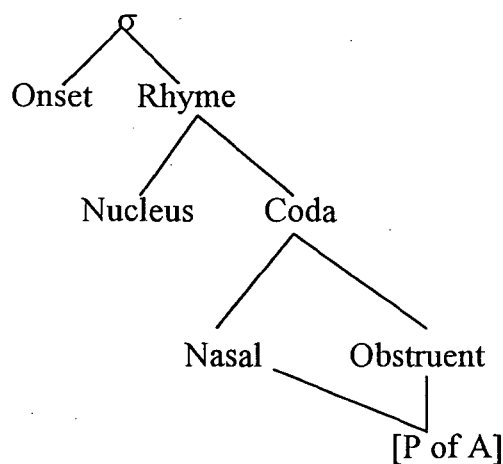 σ
Onset Rhyme
Nucleus Coda
Nasal Obstruent
[P of A]